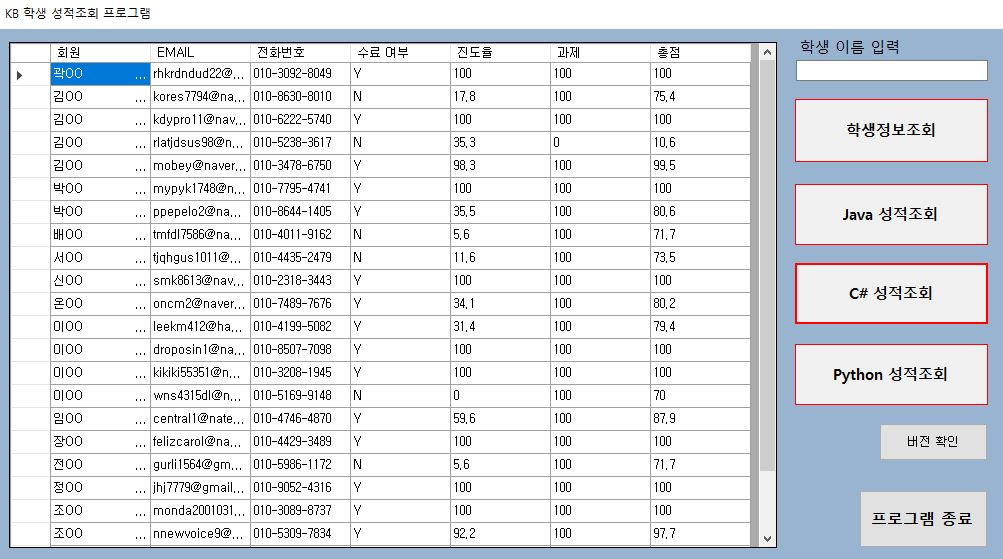 KB 학생 성적조회 프로그램
회원 EMAIL 전화번호 수료 여부 진도율 과제 총점
곽OO ... rhkrdndud22@... 010-3092-8049 Y 100 100 100
김OO ... kores7794@na... 010-8630-8010 N 17,8 100 75,4
김OO ... kdypro11@nav... 010-6222-5740 Y 100 100 100
김OO ... rlatjdsus98@n... 010-5238-3617 N 35,3 0 10,6
김OO ... mobey@naver... 010-3478-6750 Y 98,3 100 99,5
박OO ... mypyk1748@n... 010-7795-4741 Y 100 100 100
박OO ... ppepelo2@na... 010-8644-1405 Y 35,5 100 80,6
배OO ... tmfdl7586@na... 010-4011-9162 N 5,6 100 71,7
서OO ... tjqhgus1011@... 010-4435-2479 N 11,6 100 73,5
신OO ... smk8613@nav... 010-2318-3443 Y 100 100 100
온OO ... oncm2@naver... 010-7489-7676 Y 34,1 100 80,2
이OO ... leekm412@ha... 010-4199-5082 Y 31,4 100 79,4
이OO ... droposin1@na... 010-8507-7098 Y 100 100 100
이OO ... kikiki55351@n... 010-3208-1945 Y 100 100 100
이OO ... wns4315dl@n... 010-5169-9148 N 0 100 70
임OO ... central1@nate... 010-4746-4870 Y 59,6 100 87,9
장OO ... felizcarol@na... 010-4429-3489 Y 100 100 100
전OO ... gurli1564@gm... 010-5986-1172 N 5,6 100 71,7
정OO ... jhj7779@gmail... 010-9052-4316 Y 100 100 100
조OO ... monda2001031... 010-3089-8737 Y 100 100 100
조OO ... nnewvoice9@... 010-5309-7834 Y 92,2 100 97,7
학생 이름 입력
학생정보조회
Java 성적조회
C# 성적조회
Python 성적조회
버전 확인
프로그램 종료